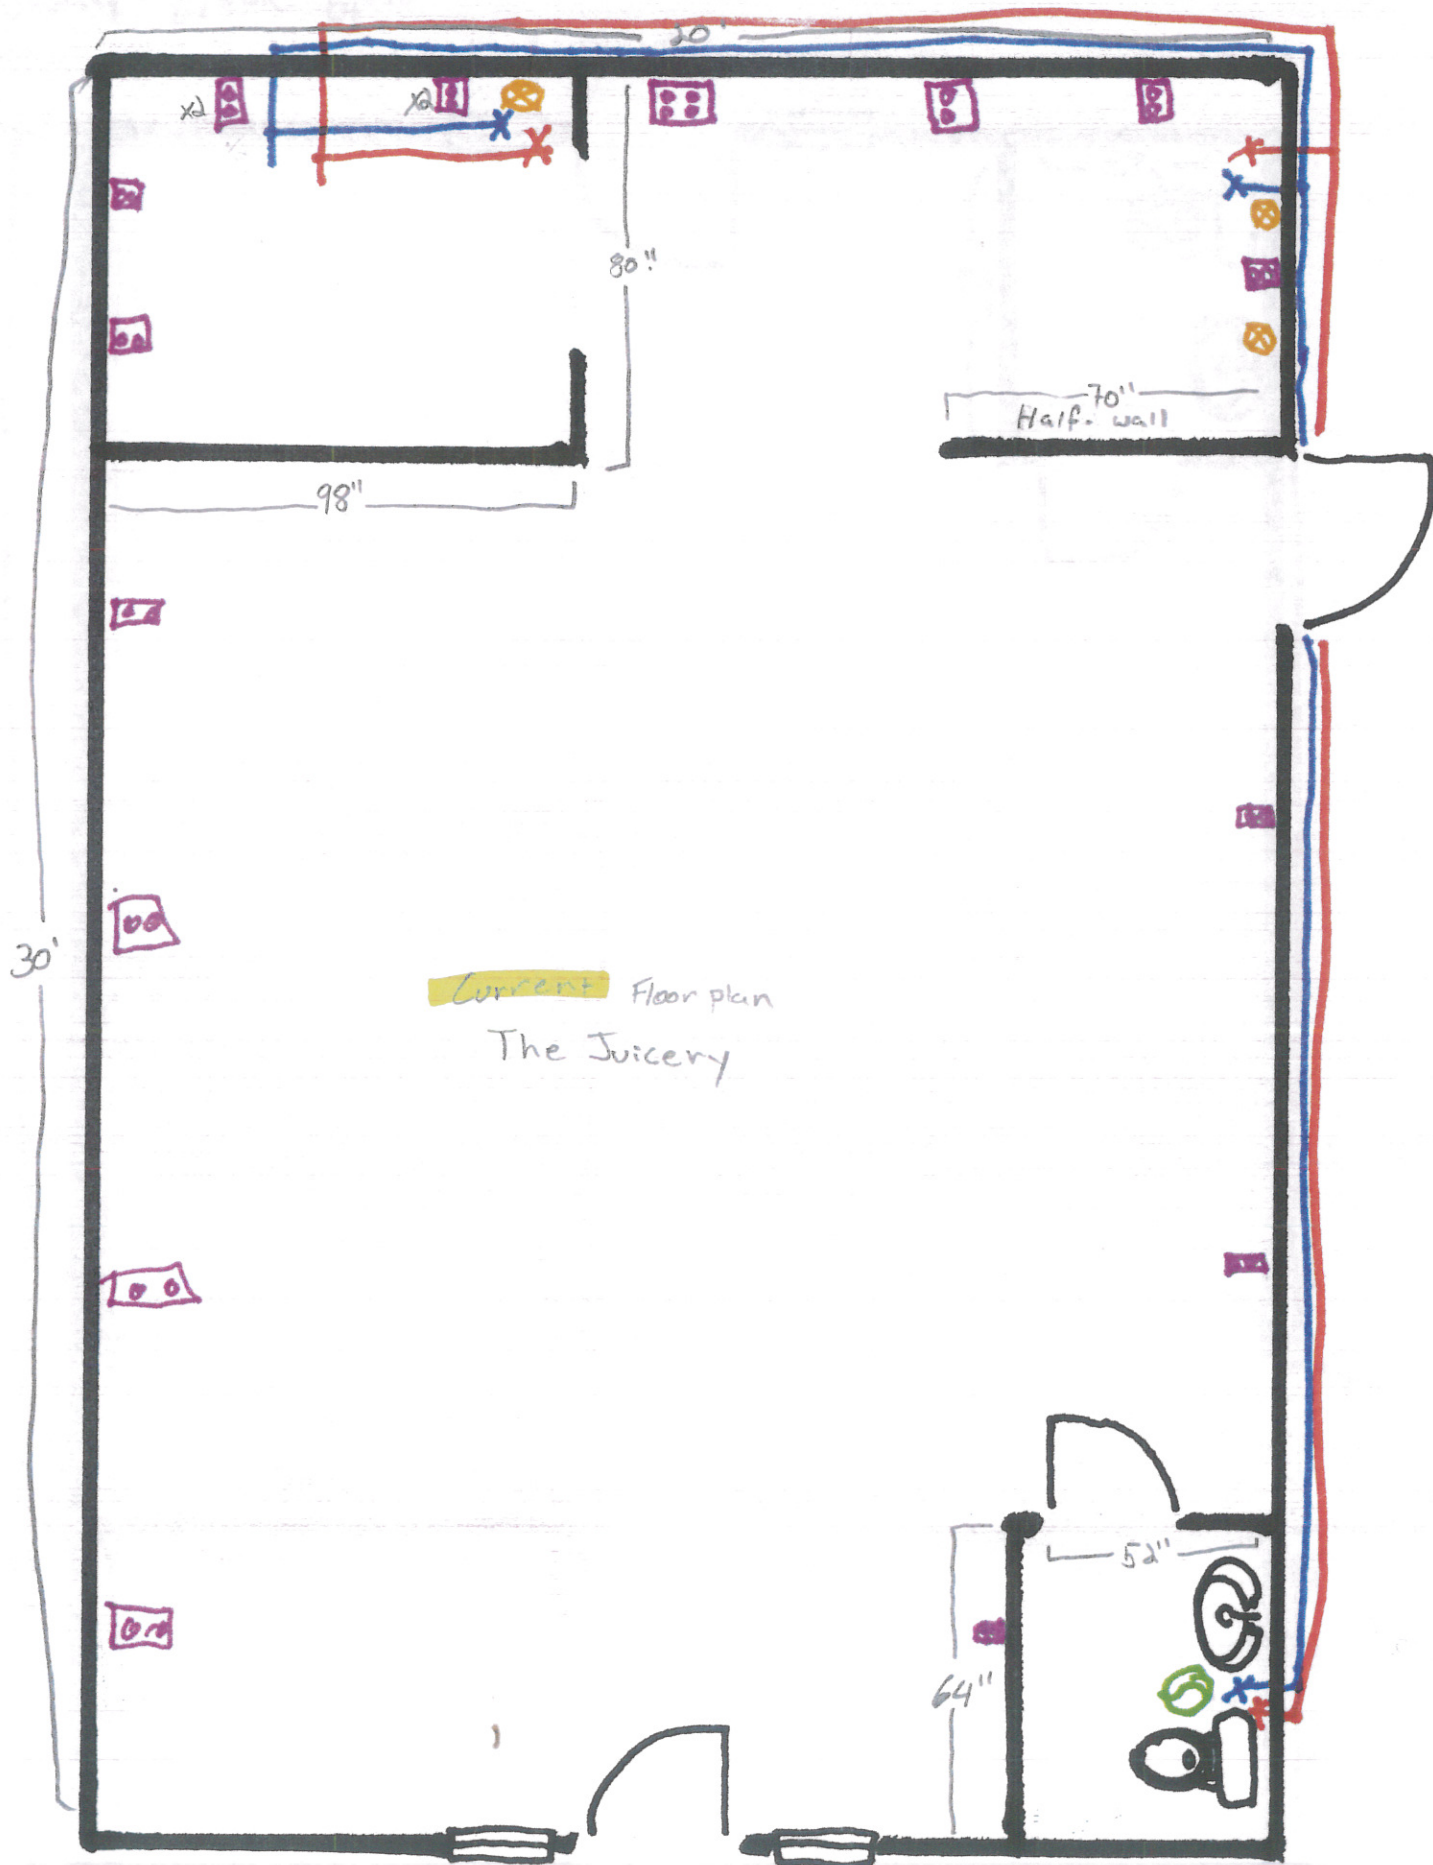 20'
x2
x2
80"
70"
Half. wall
98"
30'
Current Floor plan
The Juicery
52"
64"